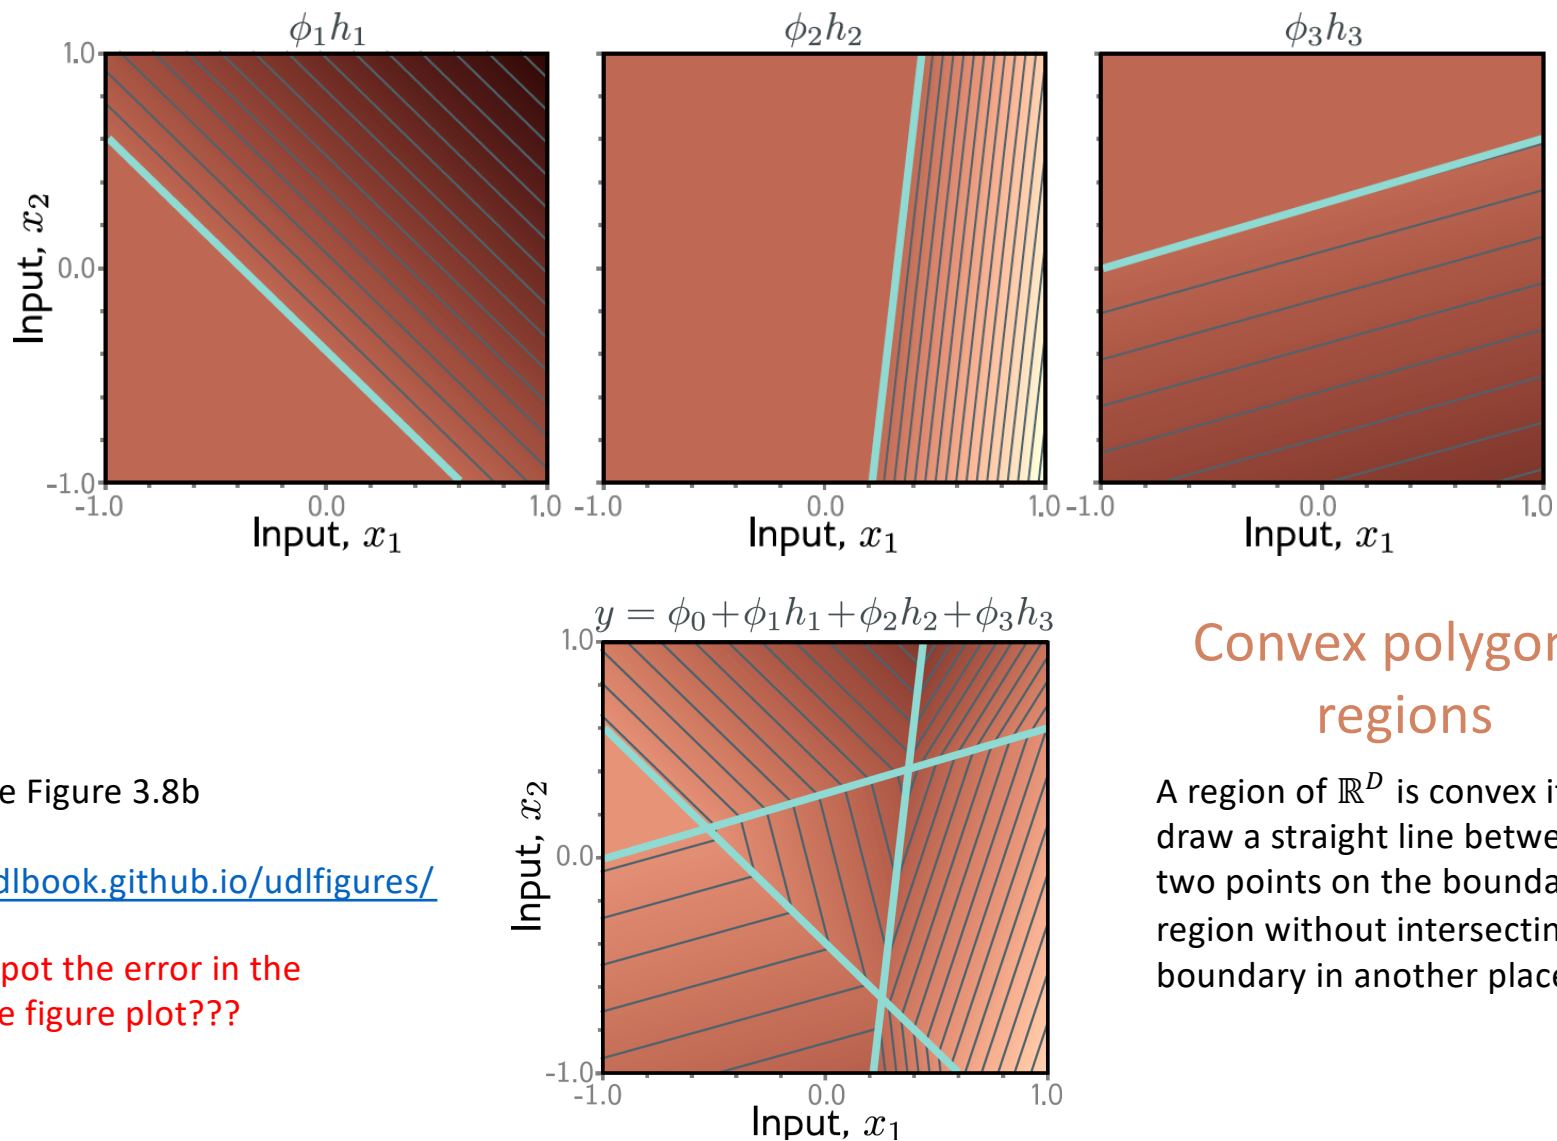 ϕ₁h₁ ϕ₂h₂ ϕ₃h₃
1.0
Input, x₂
0.0
-1.0
-1.0 0.0 1.0 -1.0 0.0 1.0 -1.0 0.0 1.0
Input, x₁ Input, x₁ Input, x₁
y = ϕ₀+ϕ₁h₁+ϕ₂h₂+ϕ₃h₃
1.0
Input, x₂
0.0
-1.0
-1.0 0.0 1.0
Input, x₁
e Figure 3.8b
dlbook.github.io/udlfigures/
pot the error in the
e figure plot???
Convex polygon
regions
A region of ℝᴰ is convex i
draw a straight line betwe
two points on the bounda
region without intersectin
boundary in another place